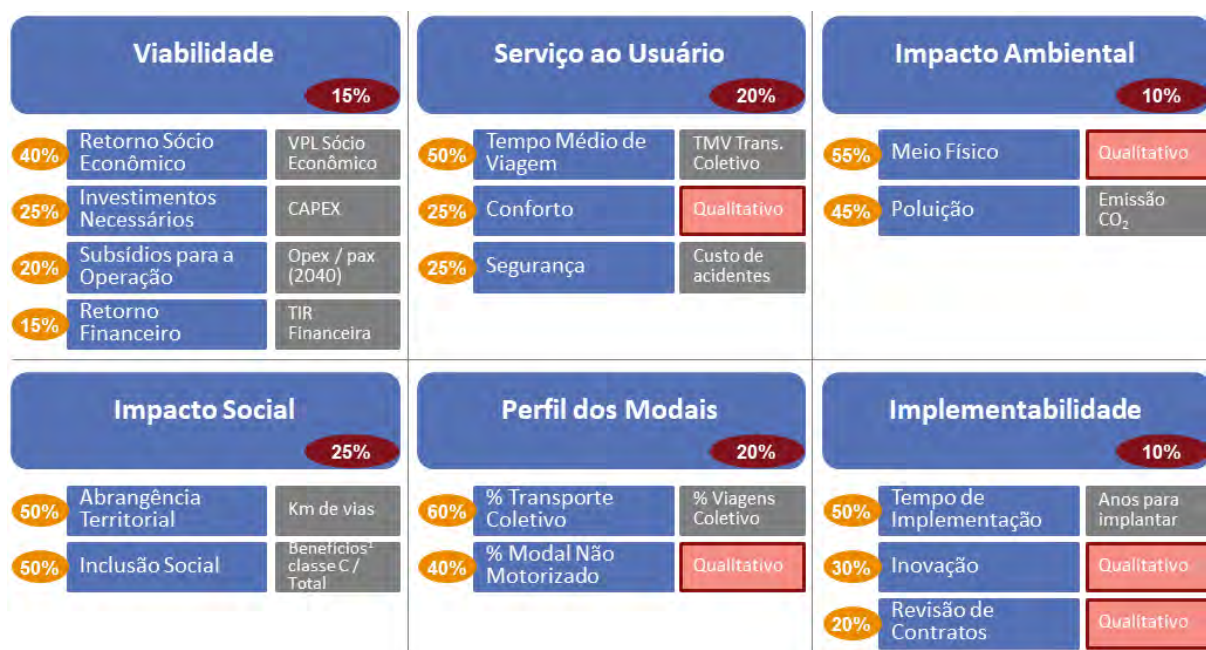 Viabilidade
15%
40%
Retorno Sócio
Econômico
VPL Sócio
Econômico
25%
Investimentos
Necessários
CAPEX
20%
Subsídios para a
Operação
Opex / pax
(2040)
15%
Retorno
Financeiro
TIR
Financeira
Serviço ao Usuário
20%
50%
Tempo Médio de
Viagem
TMV Trans.
Coletivo
25%
Conforto
Qualitativo
25%
Segurança
Custo de
acidentes
Impacto Ambiental
10%
55%
Meio Físico
Qualitativo
45%
Poluição
Emissão
CO₂
Impacto Social
25%
50%
Abrangência
Territorial
Km de vias
50%
Inclusão Social
Benefícios¹
classe C /
Total
Perfil dos Modais
20%
60%
% Transporte
Coletivo
% Viagens
Coletivo
40%
% Modal Não
Motorizado
Qualitativo
Implementabilidade
10%
50%
Tempo de
Implementação
Anos para
implantar
30%
Inovação
Qualitativo
20%
Revisão de
Contratos
Qualitativo